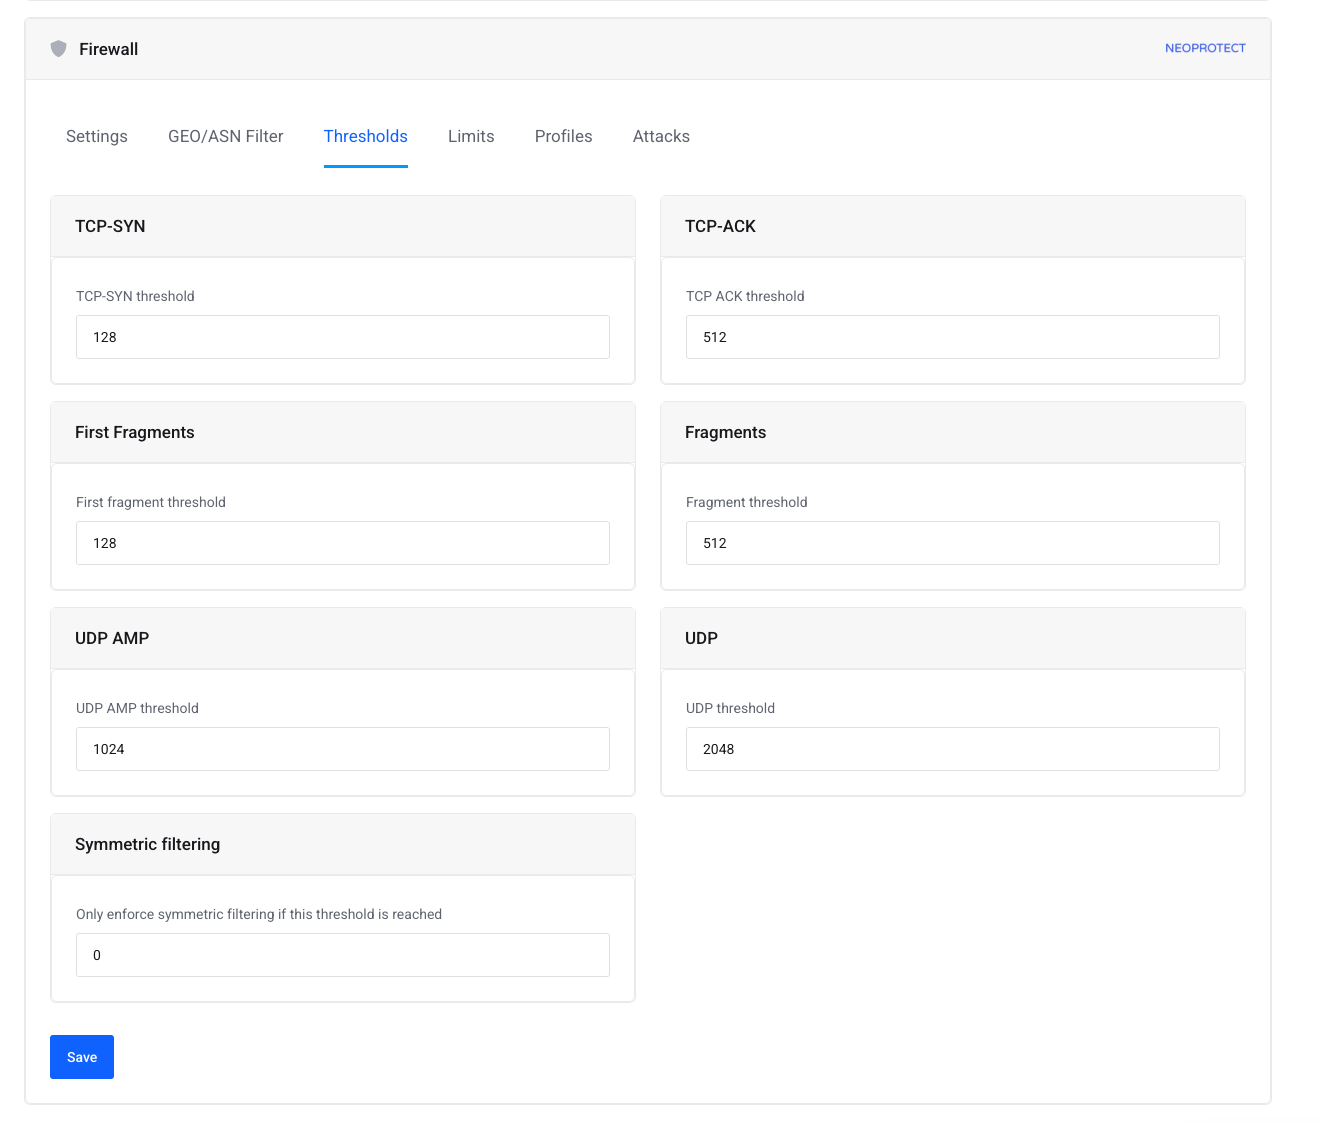 Firewall
NEOPROTECT
Settings
GEO/ASN Filter
Thresholds
Limits
Profiles
Attacks
TCP-SYN
TCP-SYN threshold
128
TCP-ACK
TCP ACK threshold
512
First Fragments
First fragment threshold
128
Fragments
Fragment threshold
512
UDP AMP
UDP AMP threshold
1024
UDP
UDP threshold
2048
Symmetric filtering
Only enforce symmetric filtering if this threshold is reached
0
Save